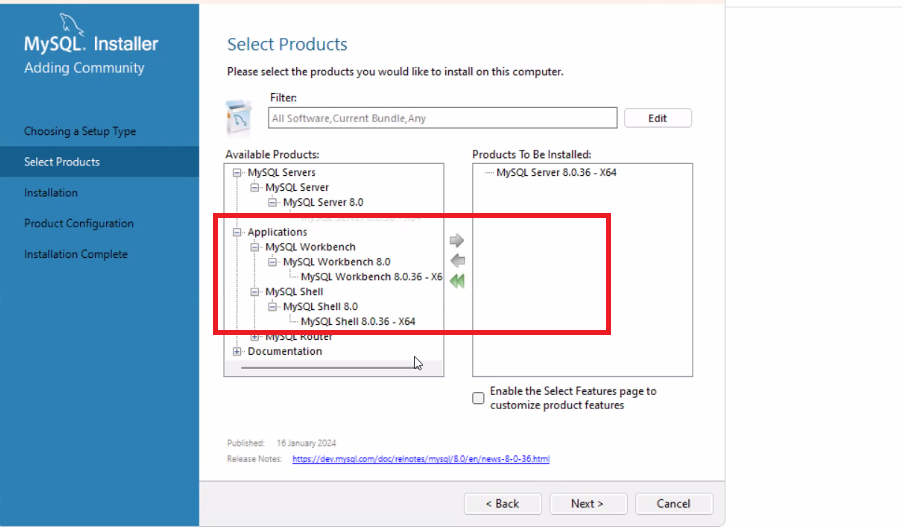 MySQL. Installer
Adding Community
Choosing a Setup Type
Select Products
Installation
Product Configuration
Installation Complete
Select Products
Please select the products you would like to install on this computer.
Filter:
All Software,Current Bundle,Any
Edit
Available Products:
MySQL Servers
MySQL Server
MySQL Server 8.0
MySQL Server 8.0.36 - X64
Applications
MySQL Workbench
MySQL Workbench 8.0
MySQL Workbench 8.0.36 - X6
MySQL Shell
MySQL Shell 8.0
MySQL Shell 8.0.36 - X64
MySQL Router
Documentation
Products To Be Installed:
MySQL Server 8.0.36 - X64
Enable the Select Features page to
customize product features
Published: 16 January 2024
Release Notes: https://dev.mysql.com/doc/relnotes/mysql/8.0/en/news-8-0-36.html
< Back
Next >
Cancel